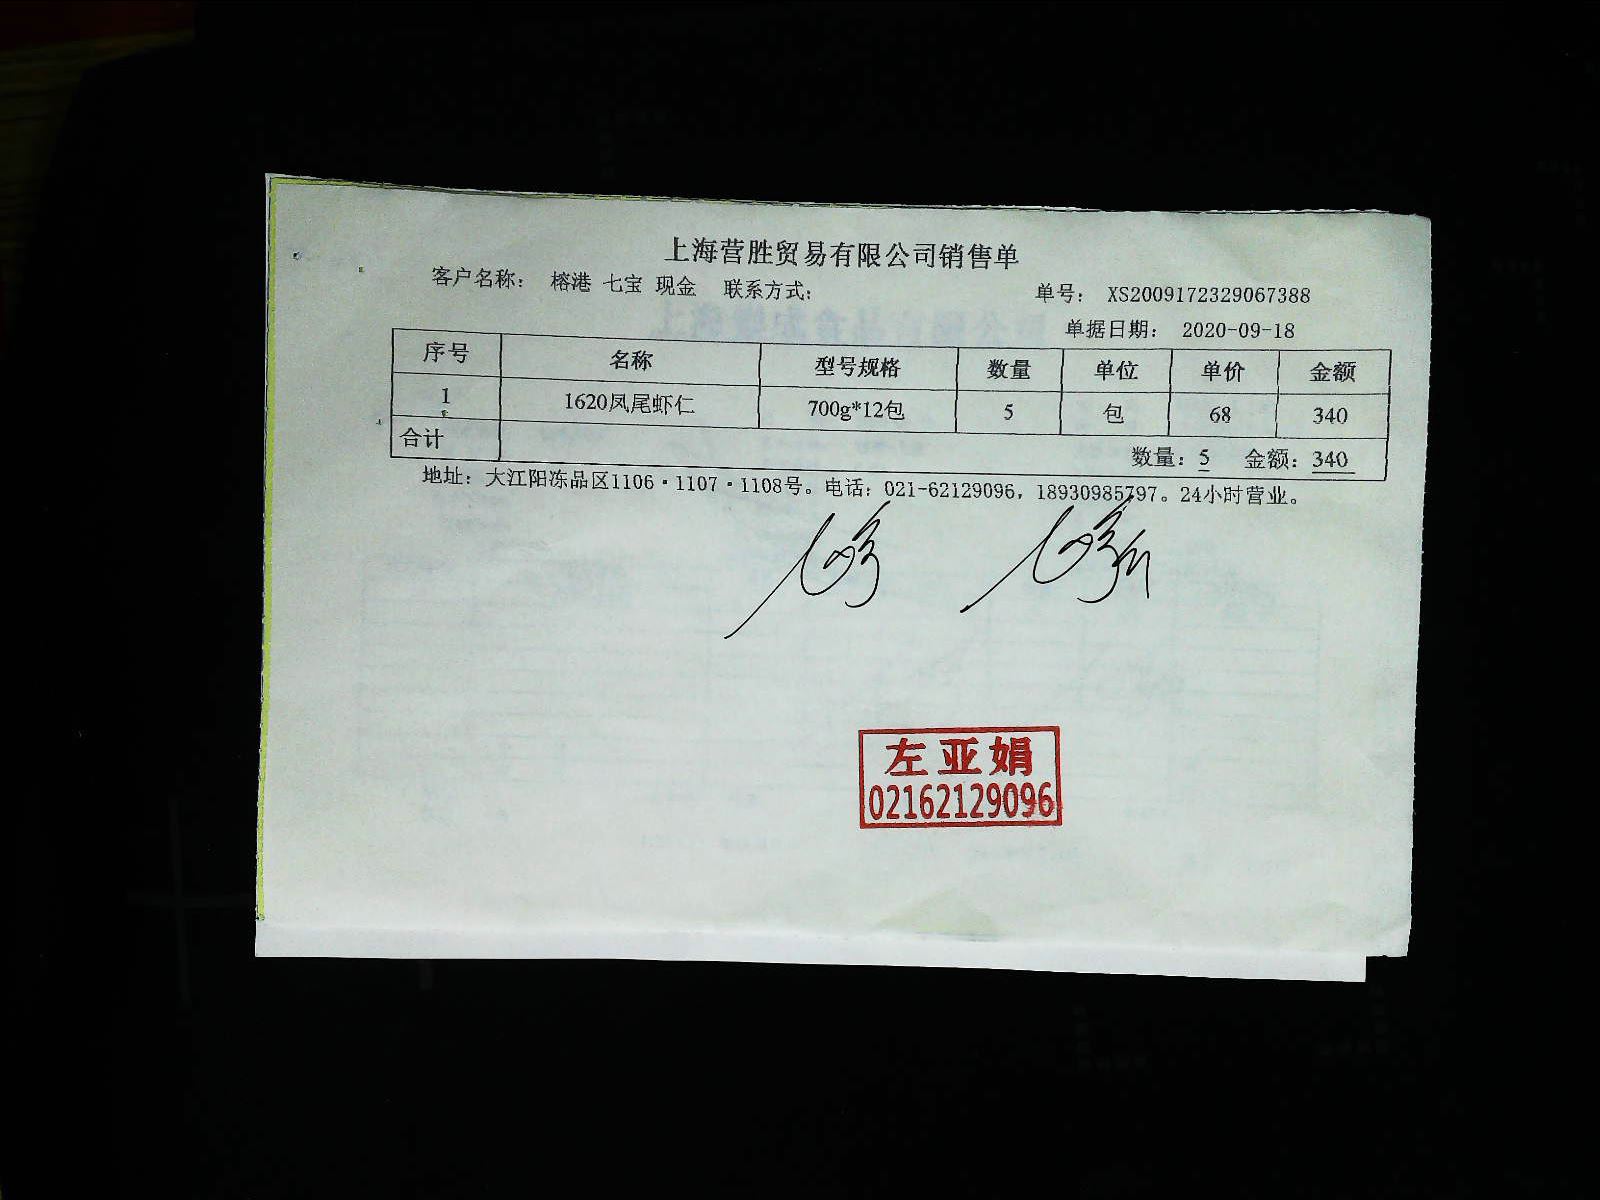 上海营胜贸易有限公司销售单
客户名称： 榕港 七宝 现金 联系方式： 单号： XS2009172329067388
单据日期： 2020-09-18
序号 名称 型号规格 数量 单位 单价 金额
1 1620凤尾虾仁 700g*12包 5 包 68 340
合计 数量：5 金额：340
地址：大江阳冻品区1106·1107·1108号。电话：021-62129096，18930985797。24小时营业。
左亚娟
02162129096